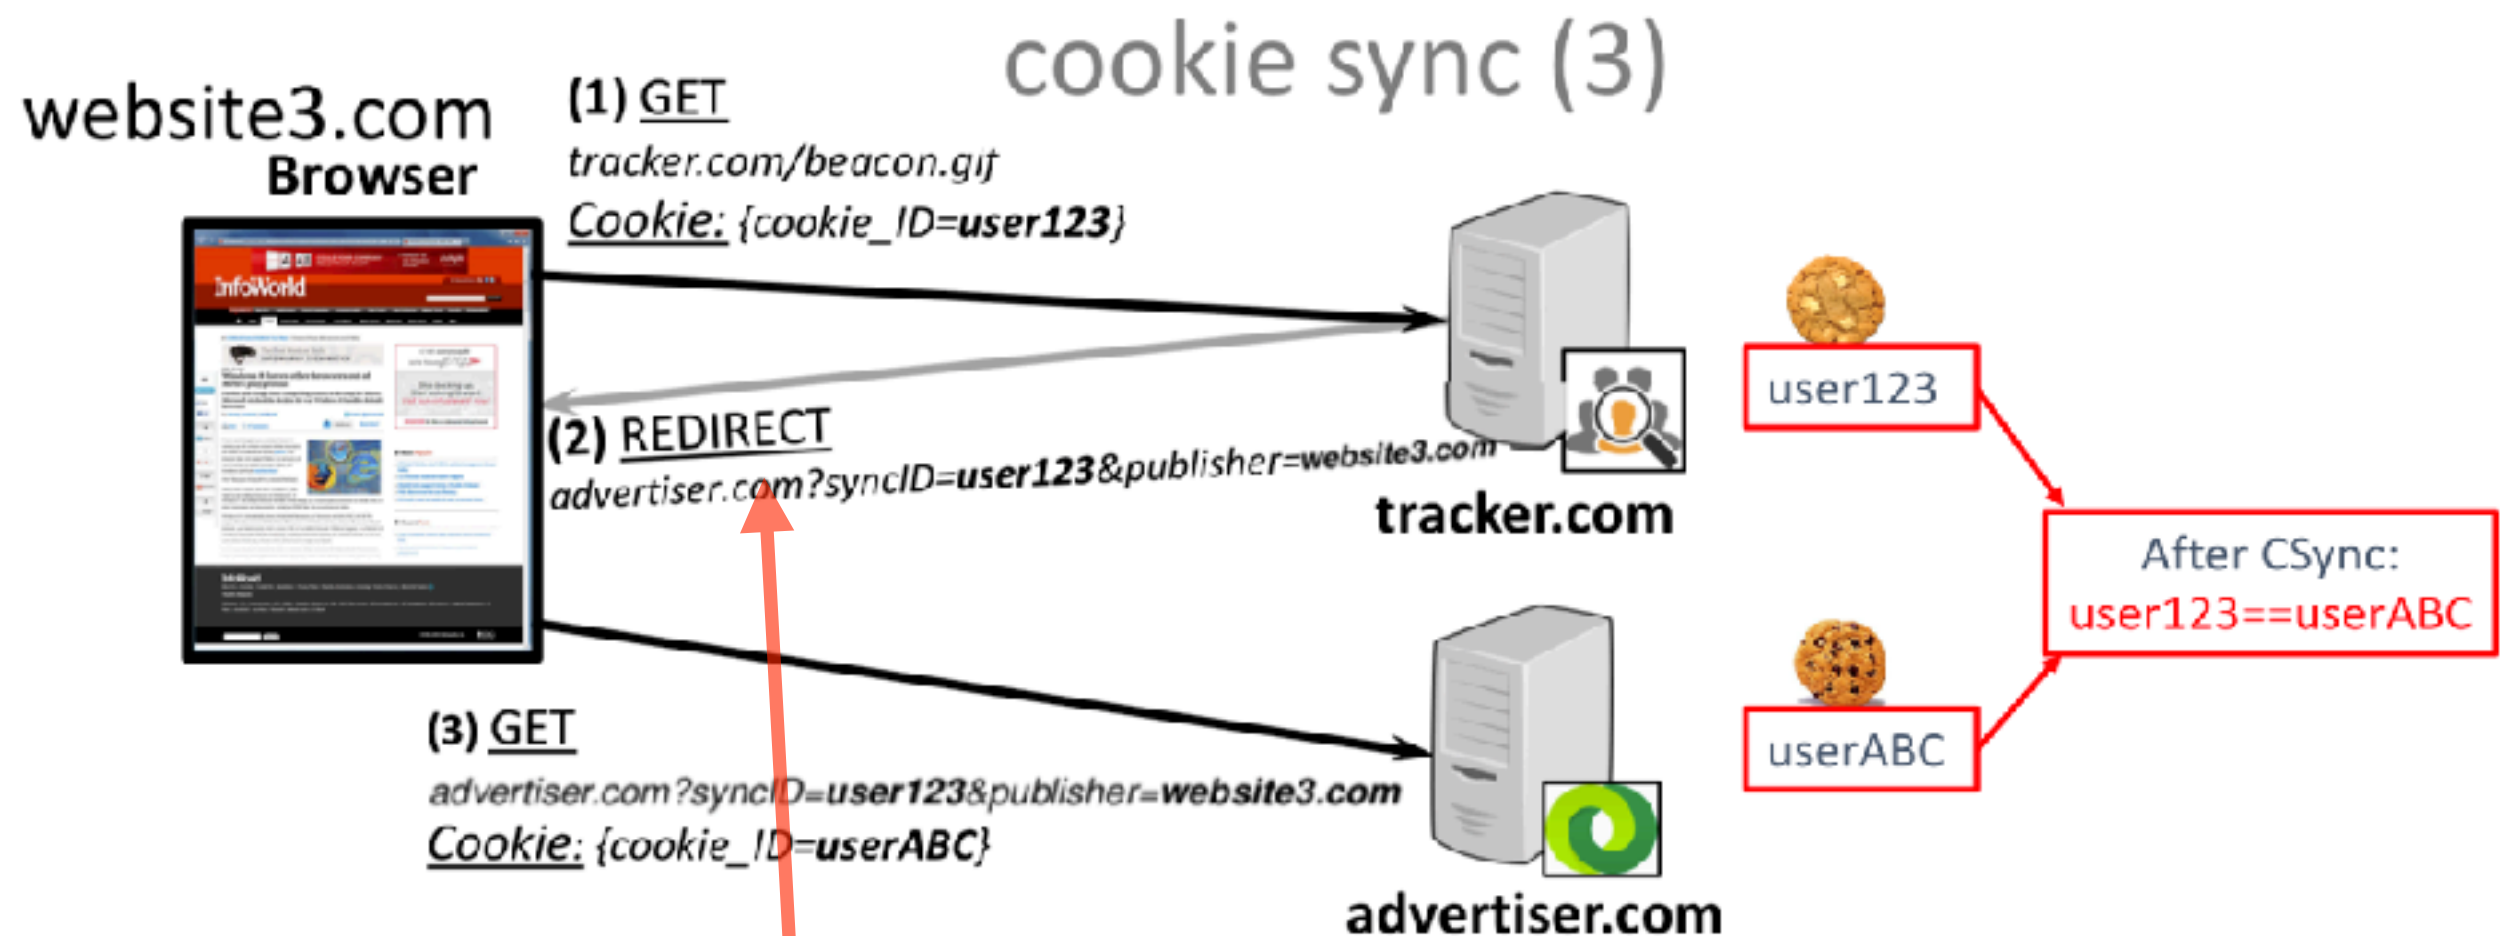 cookie sync (3)
website3.com
Browser
(1) GET
tracker.com/beacon.gif
Cookie: {cookie_ID=user123}
InfoWorld
(2) REDIRECT
advertiser.com?syncID=user123&publisher=website3.com
tracker.com
user123
After CSync:
user123==userABC
userABC
(3) GET
advertiser.com?syncID=user123&publisher=website3.com
Cookie: {cookie_ID=userABC}
advertiser.com